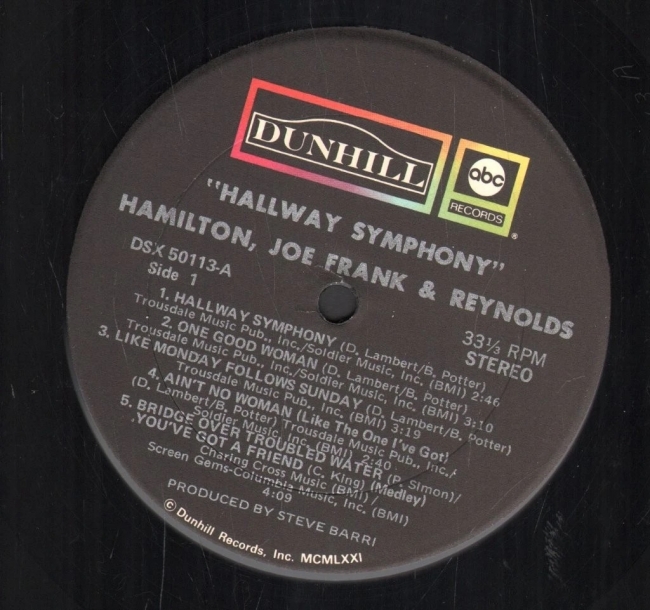 DUNHILL
abc
RECORDS
®
"HALLWAY SYMPHONY"
HAMILTON, JOE FRANK & REYNOLDS
DSX 50113-A
Side 1
33⅓ RPM
STEREO
1. HALLWAY SYMPHONY (D. Lambert/B. Potter)
Trousdale Music Pub., Inc./Soldier Music, Inc. (BMI) 2:46
2. ONE GOOD WOMAN (D. Lambert/B. Potter)
Trousdale Music Pub., Inc./Soldier Music, Inc. (BMI) 3:10
3. LIKE MONDAY FOLLOWS SUNDAY (D. Lambert/B. Potter)
Trousdale Music Pub., Inc. (BMI) 3:19
4. AIN'T NO WOMAN (Like The One I've Got)
(D. Lambert/B. Potter) Trousdale Music Pub., Inc./
Soldier Music, Inc. (BMI) 2:40
5. BRIDGE OVER TROUBLED WATER (P. Simon)/
YOU'VE GOT A FRIEND (C. King) (Medley)
Charing Cross Music (BMI) /
Screen Gems-Columbia Music, Inc. (BMI)
4:09
PRODUCED BY STEVE BARRI
© Dunhill Records, Inc. MCMLXXI